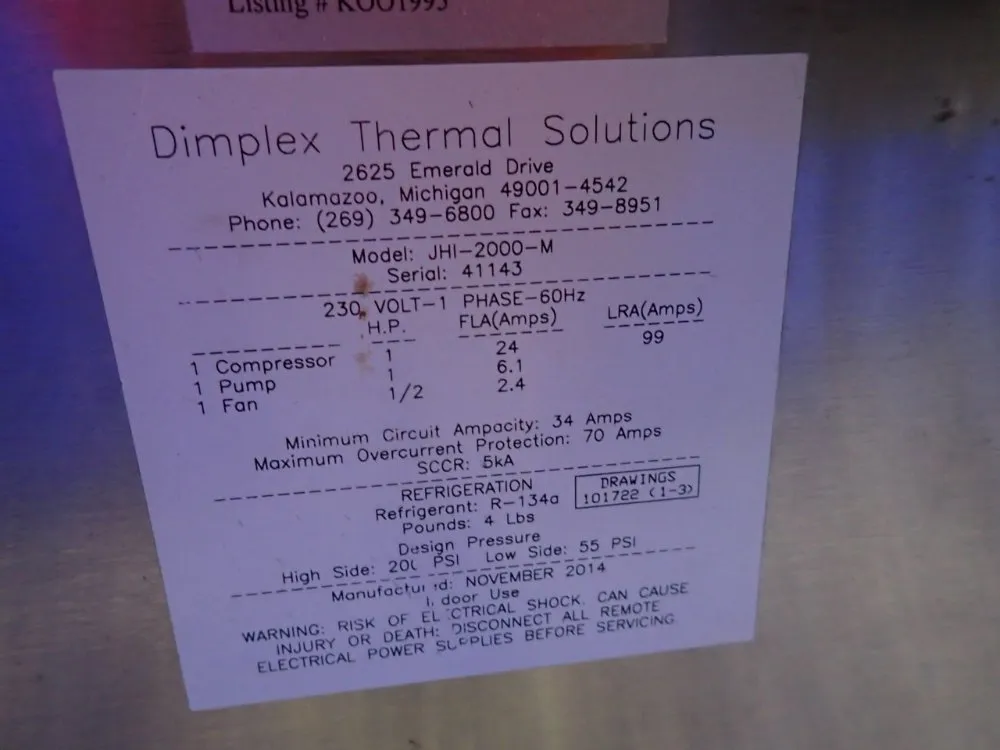 Listing # KOO1995
Dimplex Thermal Solutions
2625 Emerald Drive
Kalamazoo, Michigan 49001-4542
Phone: (269) 349-6800 Fax: 349-8951
Model: JHI-2000-M
Serial: 41143
230 VOLT-1 PHASE-60Hz
H.P. FLA(Amps) LRA(Amps)
1 Compressor 1 24 99
1 Pump 1 6.1
1 Fan 1/2 2.4
Minimum Circuit Ampacity: 34 Amps
Maximum Overcurrent Protection: 70 Amps
SCCR: 5kA
REFRIGERATION
Refrigerant: R-134a
Pounds: 4 Lbs
DRAWINGS
101722 (1-3)
Design Pressure
High Side: PSI Low Side: 55 PSI
Manufactured: NOVEMBER 2014
door Use
WARNING: RISK OF ELECTRICAL SHOCK. CAN CAUSE
INJURY OR DEATH: DISCONNECT ALL REMOTE
ELECTRICAL POWER SUPPLIES BEFORE SERVICING